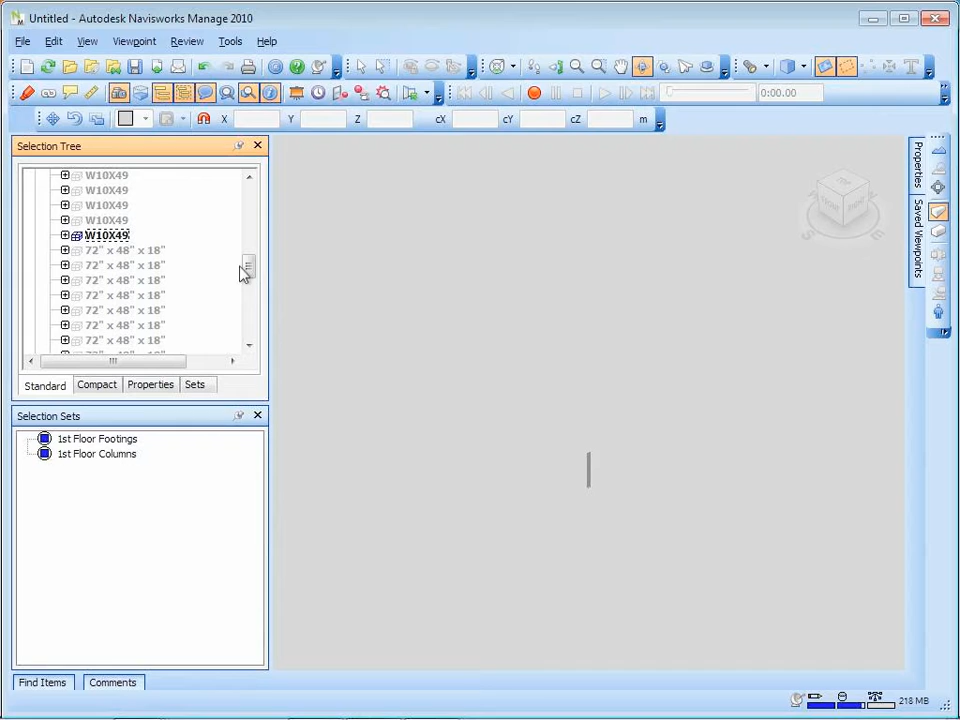 Untitled - Autodesk Navisworks Manage 2010
File Edit View Viewpoint Review Tools Help
0:00.00
X Y Z cX cY cZ m
Selection Tree
W10X49
W10X49
W10X49
W10X49
W10X49
72" x 48" x 18"
72" x 48" x 18"
72" x 48" x 18"
72" x 48" x 18"
72" x 48" x 18"
72" x 48" x 18"
72" x 48" x 18"
Standard Compact Properties Sets
Selection Sets
1st Floor Footings
1st Floor Columns
Find Items Comments
Properties
Saved Viewpoints
218 MB